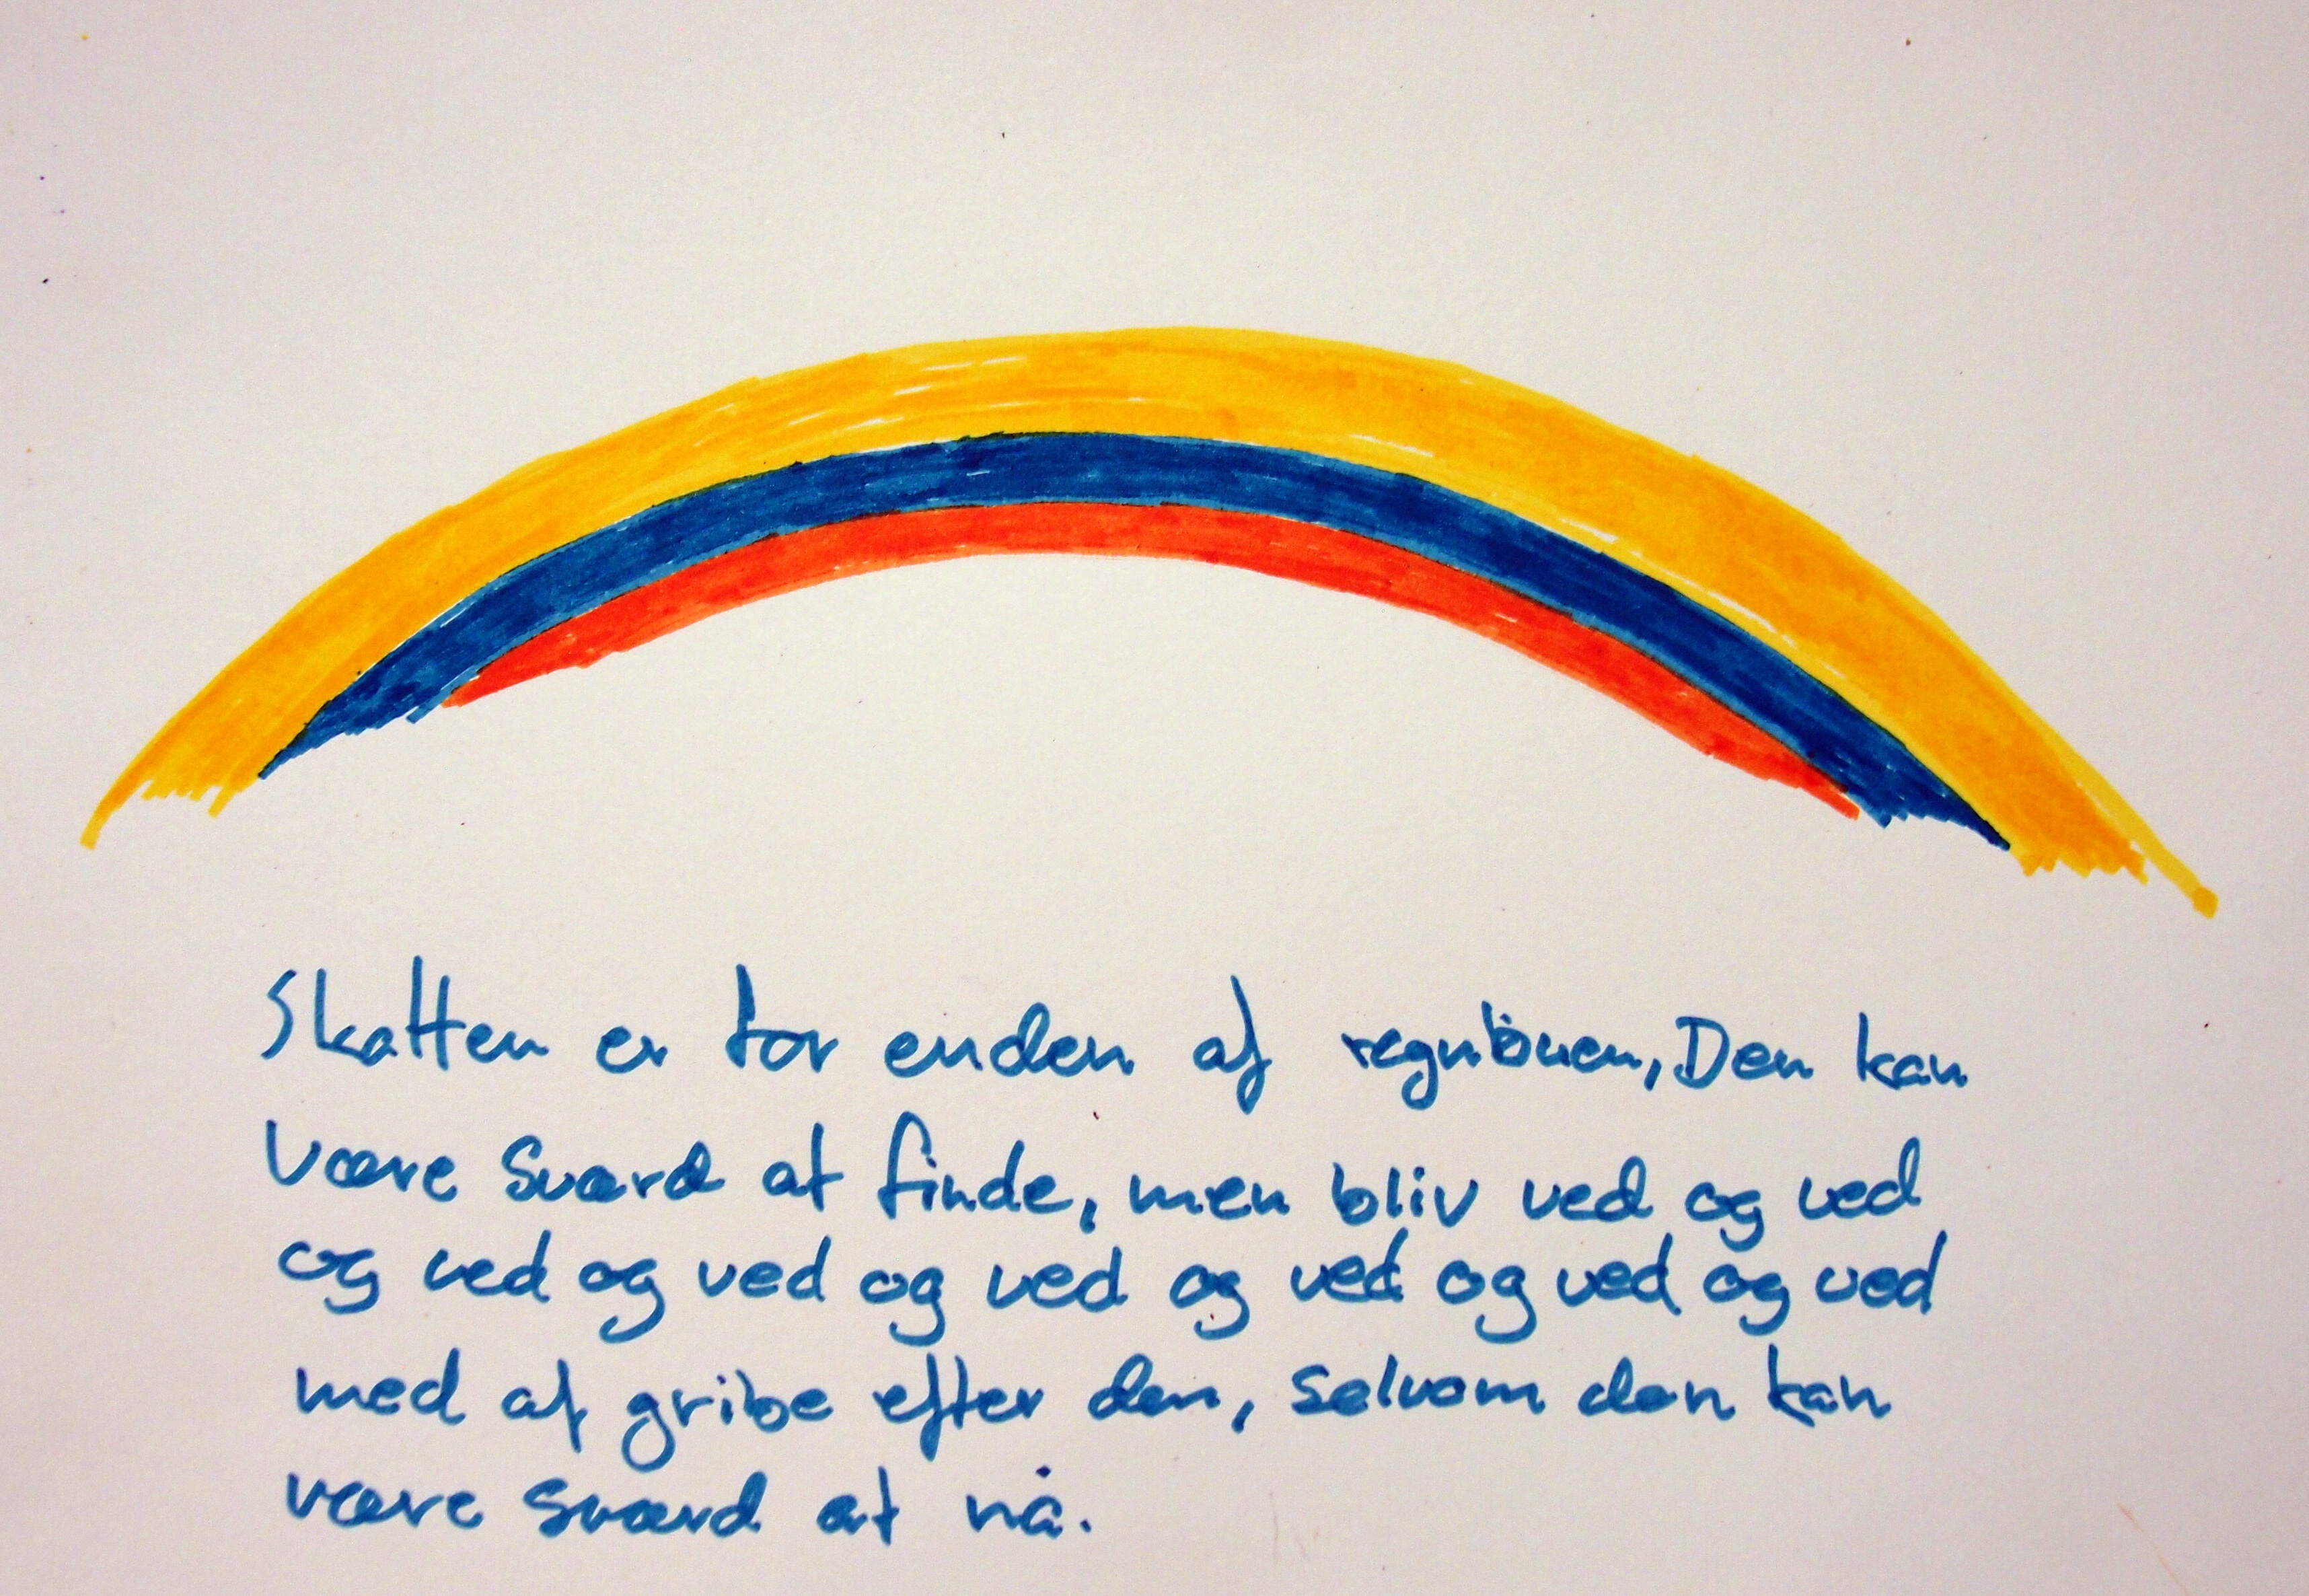 Skatten er for enden af regnbuen, Den kan
være sværd at finde, men bliv ved og ved
og ved og ved og ved og ved og ved og ved
med at gribe efter den, selvom den kan
være sværd at nå.